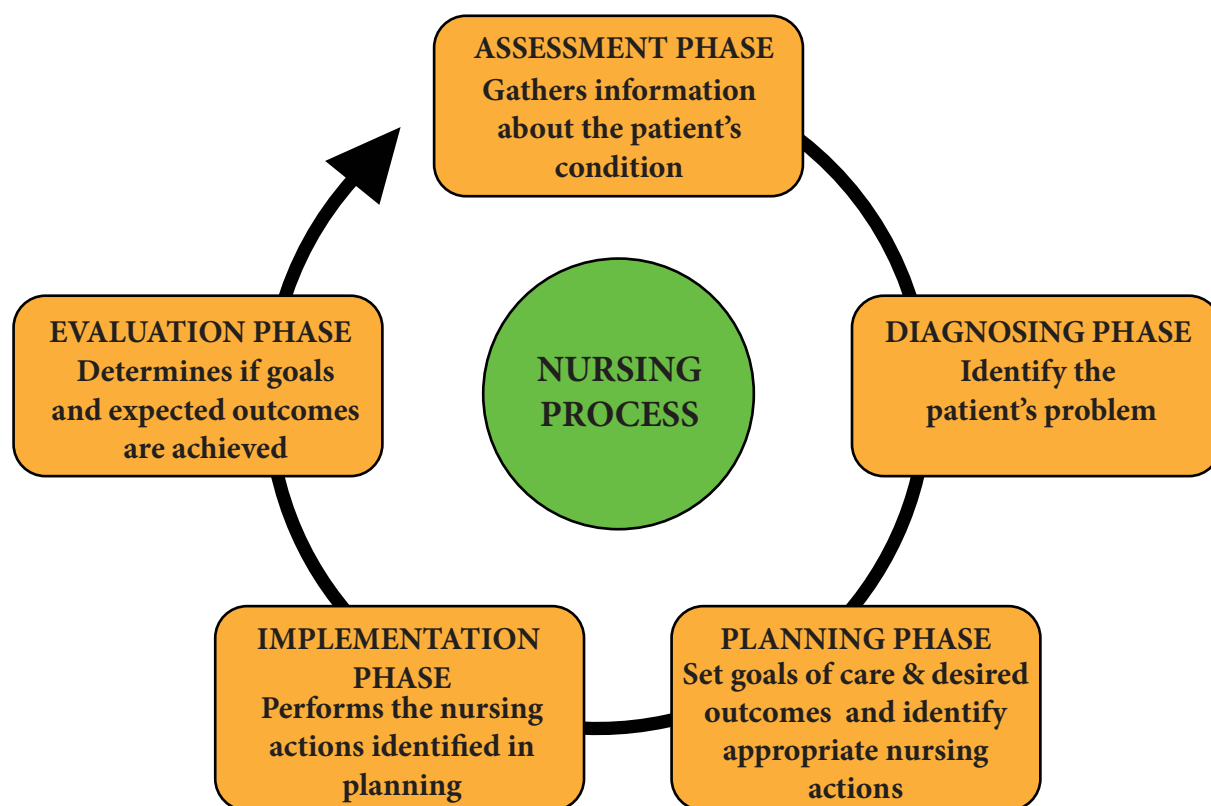 ASSESSMENT PHASE
Gathers information
about the patient’s
condition
DIAGNOSING PHASE
Identify the
patient’s problem
PLANNING PHASE
Set goals of care & desired
outcomes and identify
appropriate nursing
actions
IMPLEMENTATION
PHASE
Performs the nursing
actions identified in
planning
EVALUATION PHASE
Determines if goals
and expected outcomes
are achieved
NURSING
PROCESS